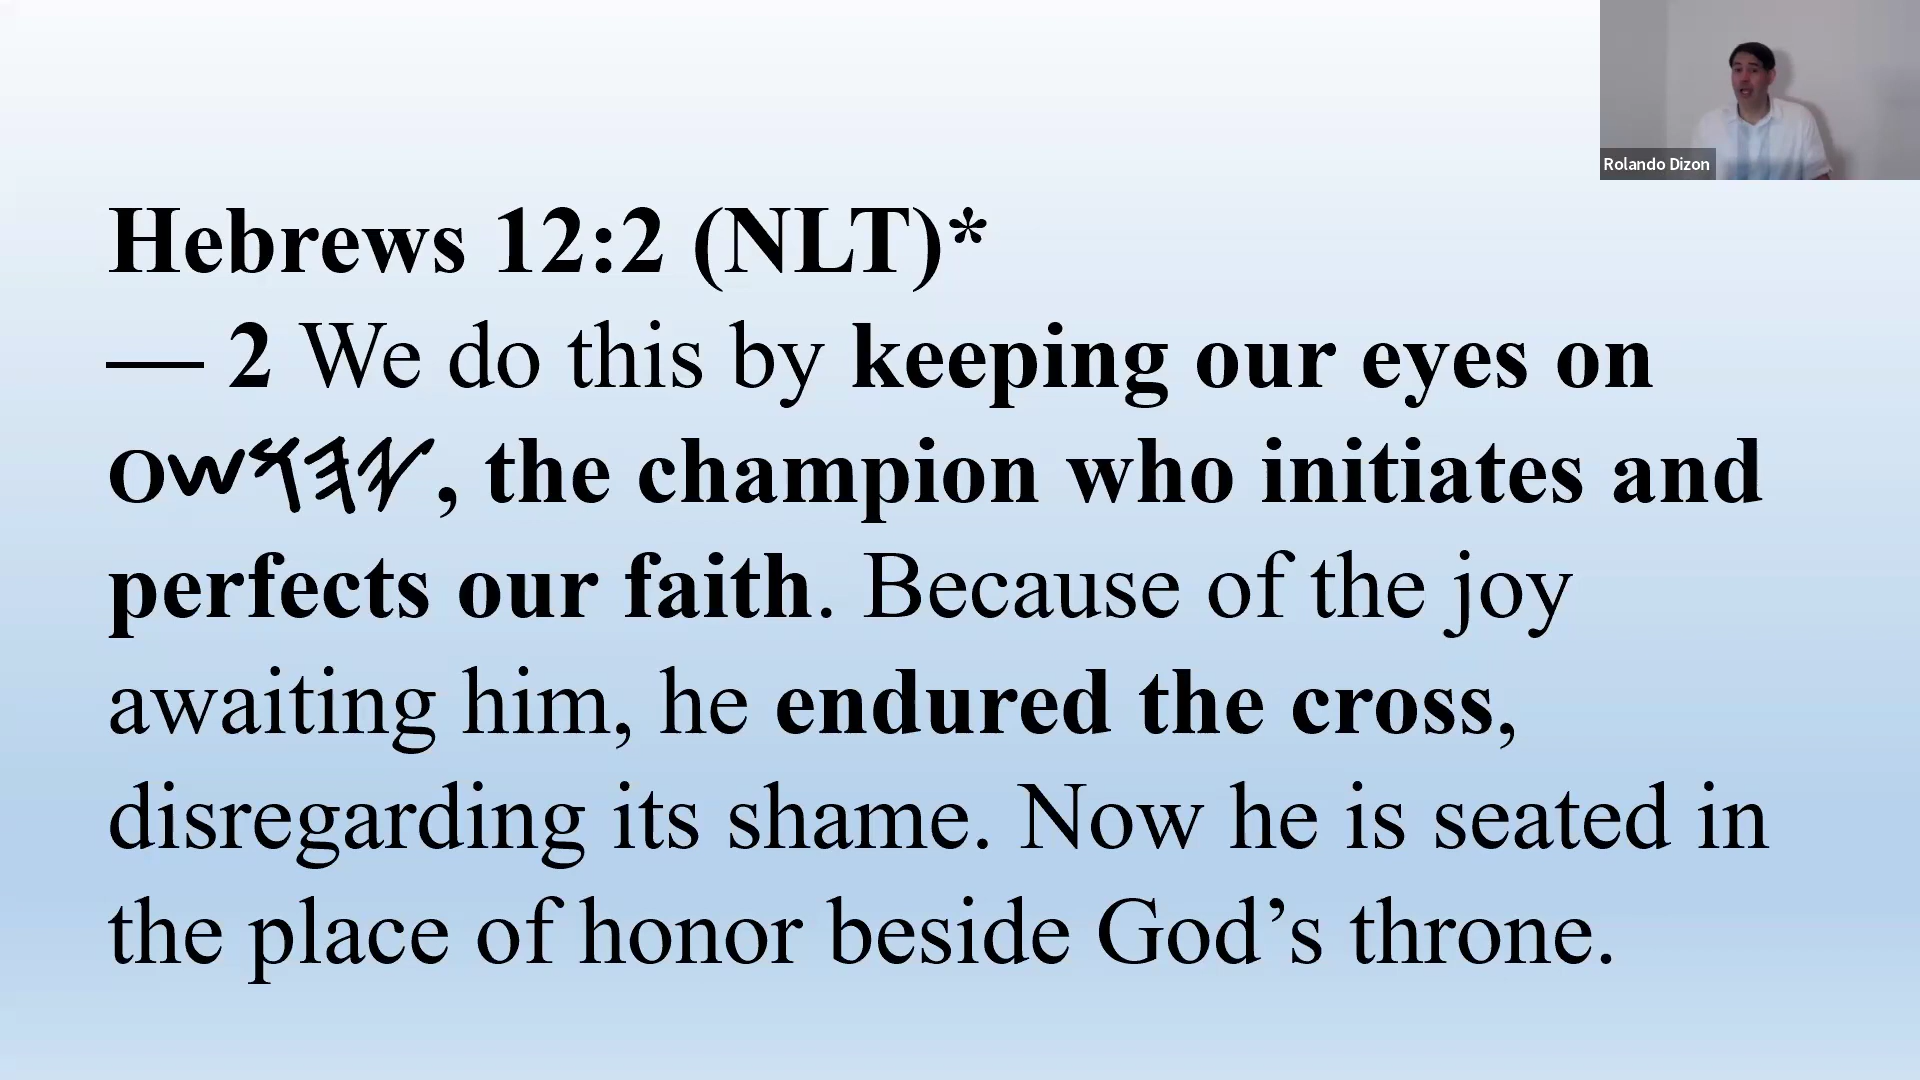 Rolando Dizon
Hebrews 12:2 (NLT)*
— 2 We do this by keeping our eyes on
𐤉𐤄𐤅𐤔𐤏, the champion who initiates and
perfects our faith. Because of the joy
awaiting him, he endured the cross,
disregarding its shame. Now he is seated in
the place of honor beside God’s throne.